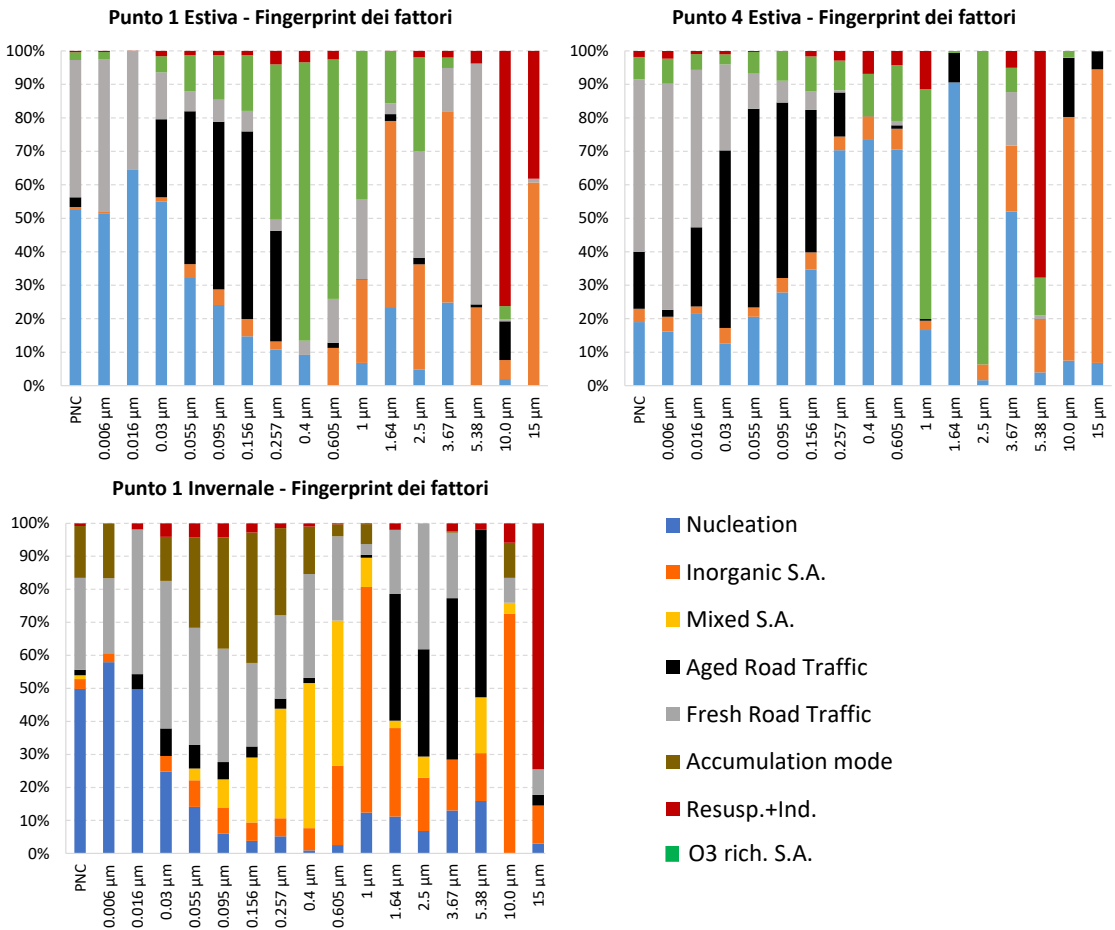 Punto 1 Estiva - Fingerprint dei fattori
100%
90%
80%
70%
60%
50%
40%
30%
20%
10%
0%
PNC
0.006 µm
0.016 µm
0.03 µm
0.055 µm
0.095 µm
0.156 µm
0.257 µm
0.4 µm
0.605 µm
1 µm
1.64 µm
2.5 µm
3.67 µm
5.38 µm
10.0 µm
15 µm
Punto 4 Estiva - Fingerprint dei fattori
100%
90%
80%
70%
60%
50%
40%
30%
20%
10%
0%
PNC
0.006 µm
0.016 µm
0.03 µm
0.055 µm
0.095 µm
0.156 µm
0.257 µm
0.4 µm
0.605 µm
1 µm
1.64 µm
2.5 µm
3.67 µm
5.38 µm
10.0 µm
15 µm
Punto 1 Invernale - Fingerprint dei fattori
100%
90%
80%
70%
60%
50%
40%
30%
20%
10%
0%
PNC
0.006 µm
0.016 µm
0.03 µm
0.055 µm
0.095 µm
0.156 µm
0.257 µm
0.4 µm
0.605 µm
1 µm
1.64 µm
2.5 µm
3.67 µm
5.38 µm
10.0 µm
15 µm
Nucleation
Inorganic S.A.
Mixed S.A.
Aged Road Traffic
Fresh Road Traffic
Accumulation mode
Resusp.+Ind.
O3 rich. S.A.